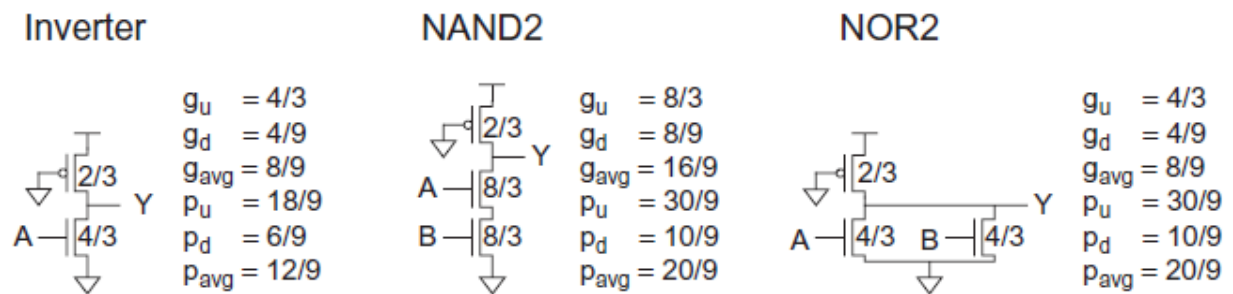 Inverter
2/3
A
4/3
Y
gu = 4/3
gd = 4/9
gavg = 8/9
pu = 18/9
pd = 6/9
pavg = 12/9
NAND2
2/3
Y
A
8/3
B
8/3
gu = 8/3
gd = 8/9
gavg = 16/9
pu = 30/9
pd = 10/9
pavg = 20/9
NOR2
2/3
Y
A
4/3
B
4/3
gu = 4/3
gd = 4/9
gavg = 8/9
pu = 30/9
pd = 10/9
pavg = 20/9